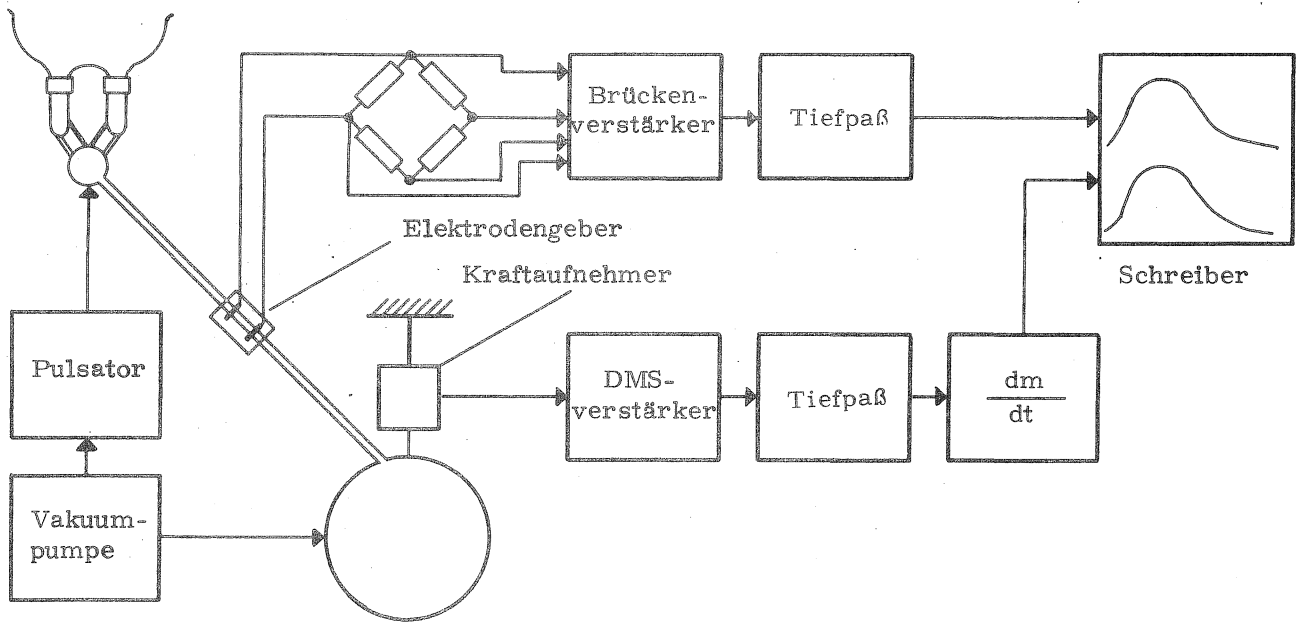 Brücken-
verstärker
Tiefpaß
Elektrodengeber
Kraftaufnehmer
Schreiber
Pulsator
DMS-
verstärker
Tiefpaß
dm
dt
Vakuum-
pumpe